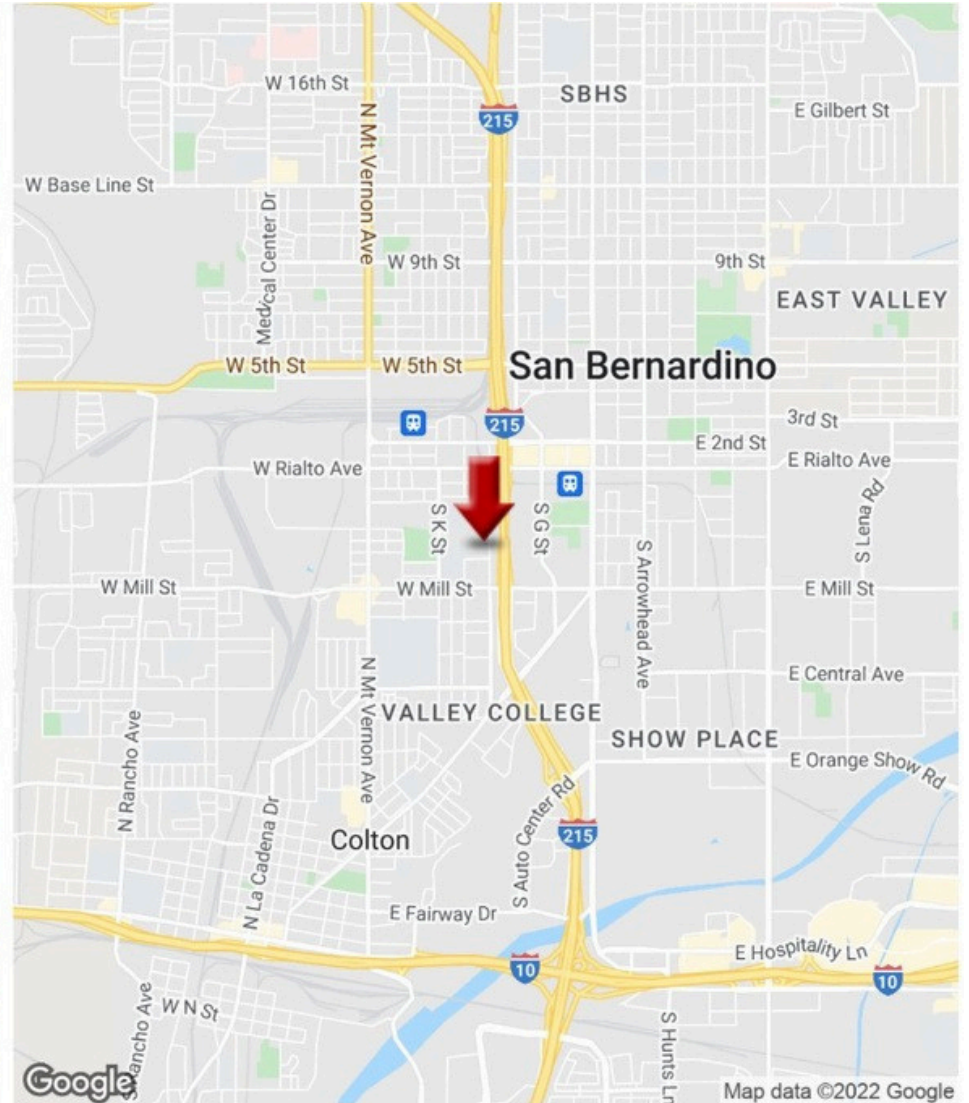 W 16th St
SBHS
E Gilbert St
215
N Mt Vernon Ave
W Base Line St
Medical Center Dr
W 9th St
9th St
EAST VALLEY
W 5th St
W 5th St
San Bernardino
215
3rd St
E 2nd St
W Rialto Ave
E Rialto Ave
S K St
S G St
S Lena Rd
S Arrowhead Ave
W Mill St
W Mill St
E Mill St
N Mt Vernon Ave
E Central Ave
VALLEY COLLEGE
SHOW PLACE
N Rancho Ave
E Orange Show Rd
N La Cadena Dr
S Auto Center Rd
215
Colton
E Fairway Dr
E Hospitality Ln
10
10
W N St
S Rancho Ave
S Hunts Ln
Google
Map data ©2022 Google